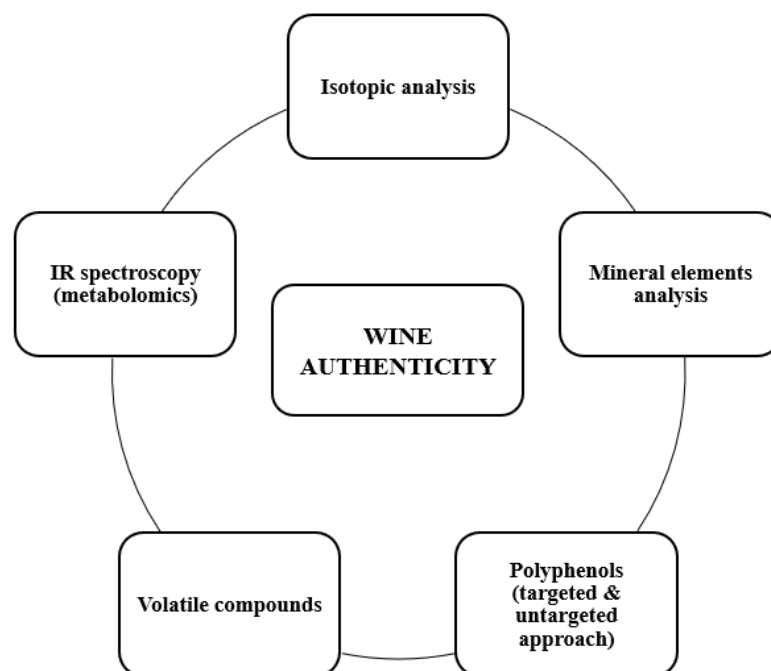 Isotopic analysis
IR spectroscopy
(metabolomics)
Mineral elements
analysis
WINE
AUTHENTICITY
Volatile compounds
Polyphenols
(targeted &
untargeted
approach)